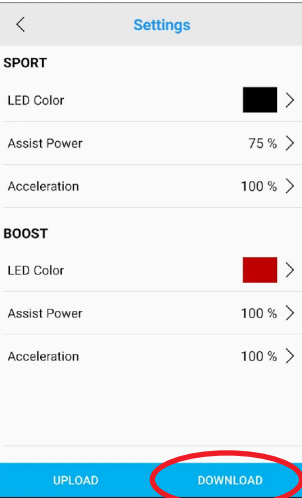 Settings
SPORT
LED Color
Assist Power 75 %
Acceleration 100 %
BOOST
LED Color
Assist Power 100 %
Acceleration 100 %
UPLOAD DOWNLOAD